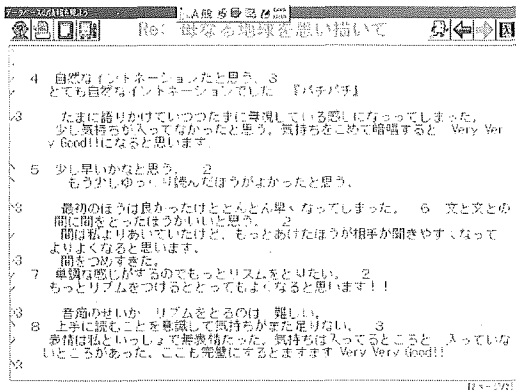 Re: 母なる地球を思い描いて
4 自然なイントネーションだと思う。3
とても自然なイントネーションでした 『パチパチ』
たまに語りかけていつつたまに無視している感じになっってしまった。
少し気持ちが入ってなかったと思う。気持ちをこめて暗唱すると Very Ver
y Good!!になると思います。
5 少し早いかなと思う。 2
もう少しゆっくり読んだほうがよかったと思う。
最初のほうは良かったけどどんどん早くなってしまった。 6 文と文との
間に間をとったほうがいいと思う。 2
間は私よりあいていたけど、もっとあけたほうが相手が聞きやすくなって
よりよくなると思います。
間をつめすぎた。
7 単調な感じがするのでもっとリズムをとりたい。 2
もっとリズムをつけるととってもよくなると思います!!
音痴のせいか リズムをとるのは 難しい。
8 上手に読むことを意識して気持ちがまだ足りない。 3
表情は私といっしょで無表情だった。気持ちは入ってるところと 入っていな
いところがあった。ここも完璧にするとますます Very Very Good!!